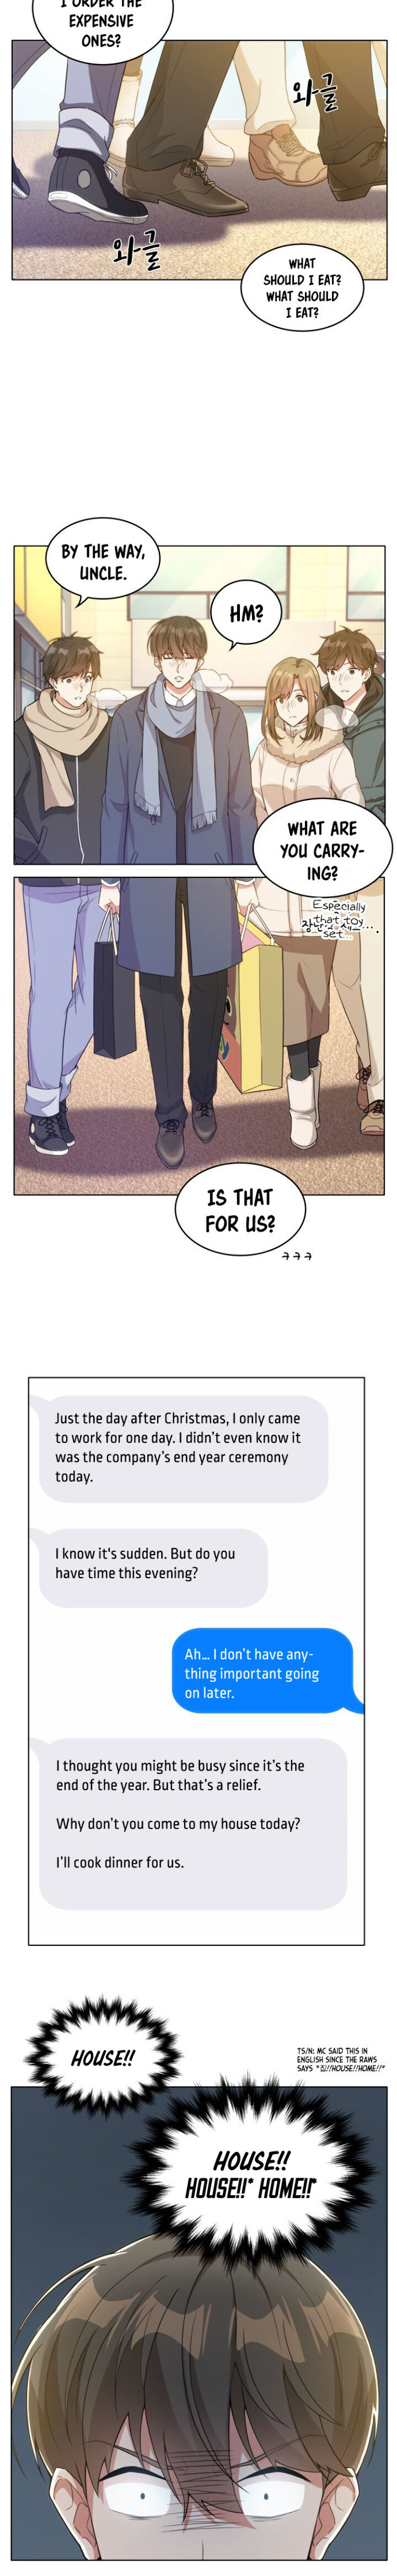 I ORDER THE
EXPENSIVE
ONES?
와글
와글
WHAT
SHOULD I EAT?
WHAT SHOULD
I EAT?
BY THE WAY,
UNCLE.
HM?
WHAT ARE
YOU CARRY-
ING?
Especially
that toy
set...
IS THAT
FOR US?
ㅋㅋㅋ
Just the day after Christmas, I only came
to work for one day. I didn't even know it
was the company's end year ceremony
today.
I know it's sudden. But do you
have time this evening?
Ah... I don't have any-
thing important going
on later.
I thought you might be busy since it's the
end of the year. But that's a relief.
Why don't you come to my house today?
I'll cook dinner for us.
HOUSE!!
TS/N: MC SAID THIS IN
ENGLISH SINCE THE RAWS
SAYS "집!!HOUSE!!HOME!!"
HOUSE!!
HOUSE!!* HOME!!*